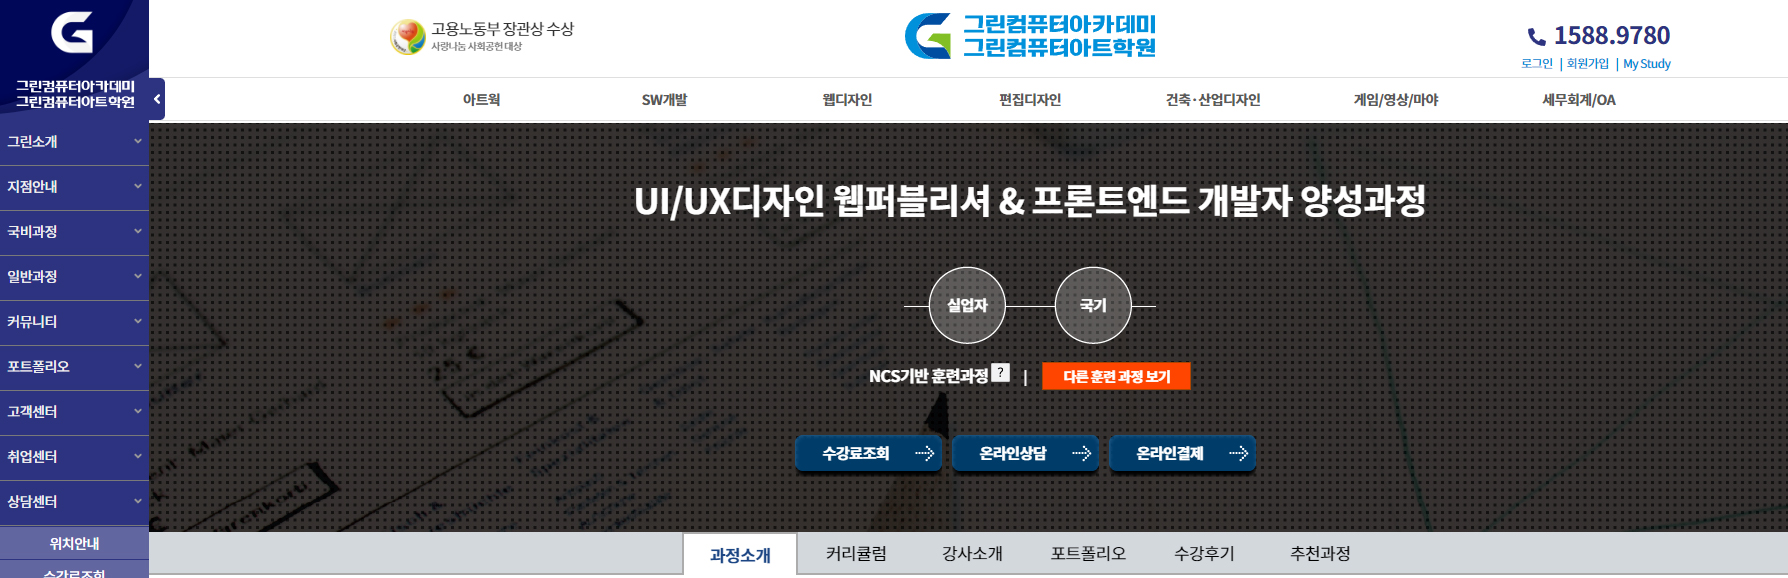 그린컴퓨터아카데미
그린컴퓨터아트학원
그린소개
지점안내
국비과정
일반과정
커뮤니티
포트폴리오
고객센터
취업센터
상담센터
위치안내
수강료조회
고용노동부 장관상 수상
사랑나눔 사회공헌 대상
그린컴퓨터아카데미
그린컴퓨터아트학원
1588.9780
로그인 | 회원가입 | My Study
아트웍 SW개발 웹디자인 편집디자인 건축·산업디자인 게임/영상/마야 세무회계/OA
UI/UX디자인 웹퍼블리셔 & 프론트엔드 개발자 양성과정
실업자 국기
NCS기반 훈련과정 ? | 다른 훈련 과정 보기
수강료조회 온라인상담 온라인결제
과정소개 커리큘럼 강사소개 포트폴리오 수강후기 추천과정